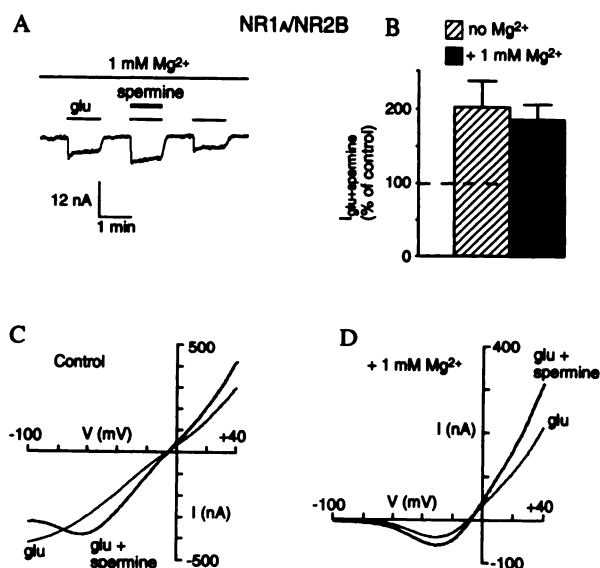 A
NR1A/NR2B
B
no Mg²⁺
+ 1 mM Mg²⁺
1 mM Mg²⁺
spermine
glu
12 nA
1 min
I glu+spermine
(% of control)
200
100
0
C
Control
500
-100
V (mV)
+40
I (nA)
glu
glu +
spermine
-500
D
+ 1 mM Mg²⁺
400
glu +
spermine
I (nA)
glu
-100
V (mV)
+40
-100